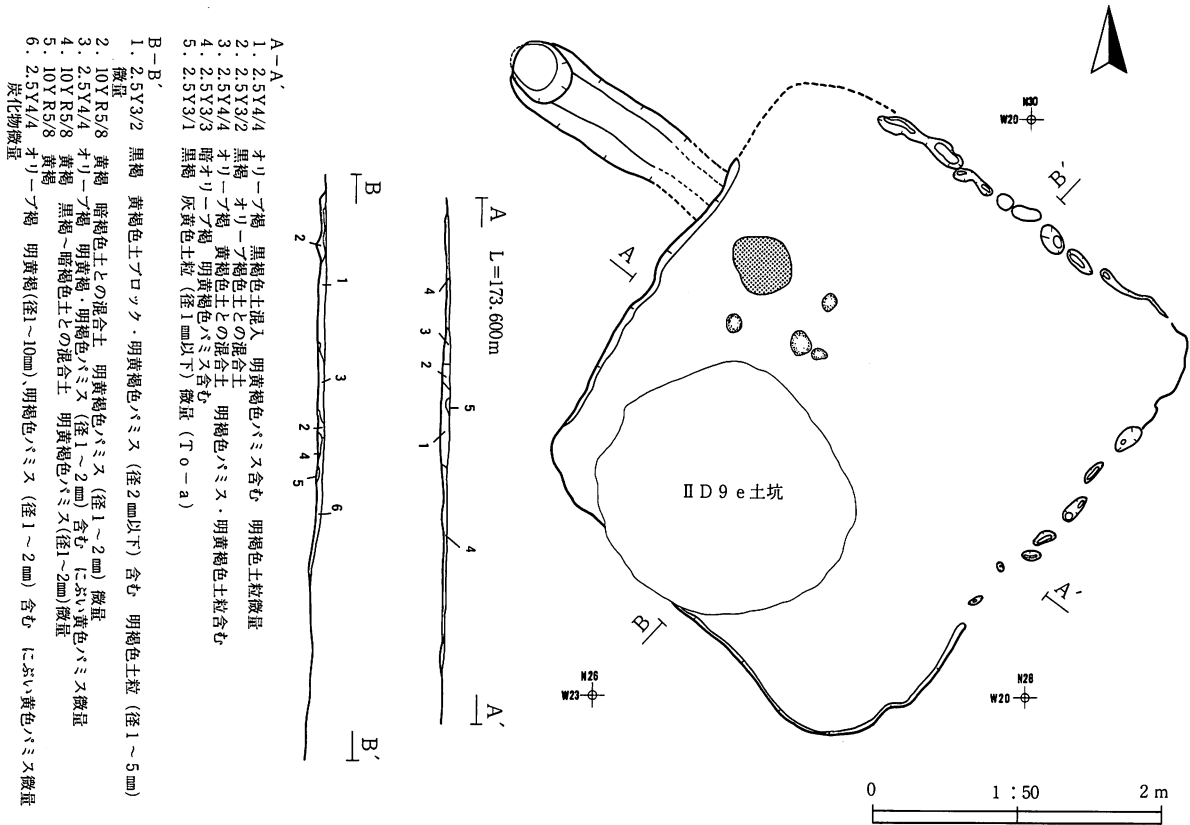 A－A′
1．2.5Y4/4　オリーブ褐　黒褐色土混入　明黄褐色パミス含む　明褐色土粒微量
2．2.5Y3/2　黒褐　オリーブ褐色土との混合土
3．2.5Y4/4　オリーブ褐　黄褐色土との混合土　明褐色パミス・明黄褐色土粒含む
4．2.5Y3/3　暗オリーブ褐　明黄褐色パミス含む
5．2.5Y3/1　黒褐　灰黄色土粒（径1㎜以下）微量（To－a）
B－B′
1．2.5Y3/2　黒褐　黄褐色土ブロック・明黄褐色パミス（径2㎜以下）含む　明褐色土粒（径1～5㎜）
微量
2．10YR5/8　黄褐　暗褐色土との混合土　明黄褐色パミス（径1～2㎜）微量
3．2.5Y4/4　オリーブ褐　明黄褐・明褐色パミス（径1～2㎜）含む　にぶい黄色パミス微量
4．10YR5/8　黄褐　黒褐～暗褐色土との混合土　明黄褐色パミス(径1～2㎜)微量
5．10YR5/8　黄褐
6．2.5Y4/4　オリーブ褐　明黄褐(径1～10㎜)､明褐色パミス（径1～2㎜）含む　にぶい黄色パミス微量
炭化物微量
A　L＝173.600m
4
3
2
5
1
4
A′
B
2
1
3
2
4
5
6
B′
N30
W20
B′
A
ⅡD9e土坑
A′
B
N26
W23
N26
W20
0　1：50　2m